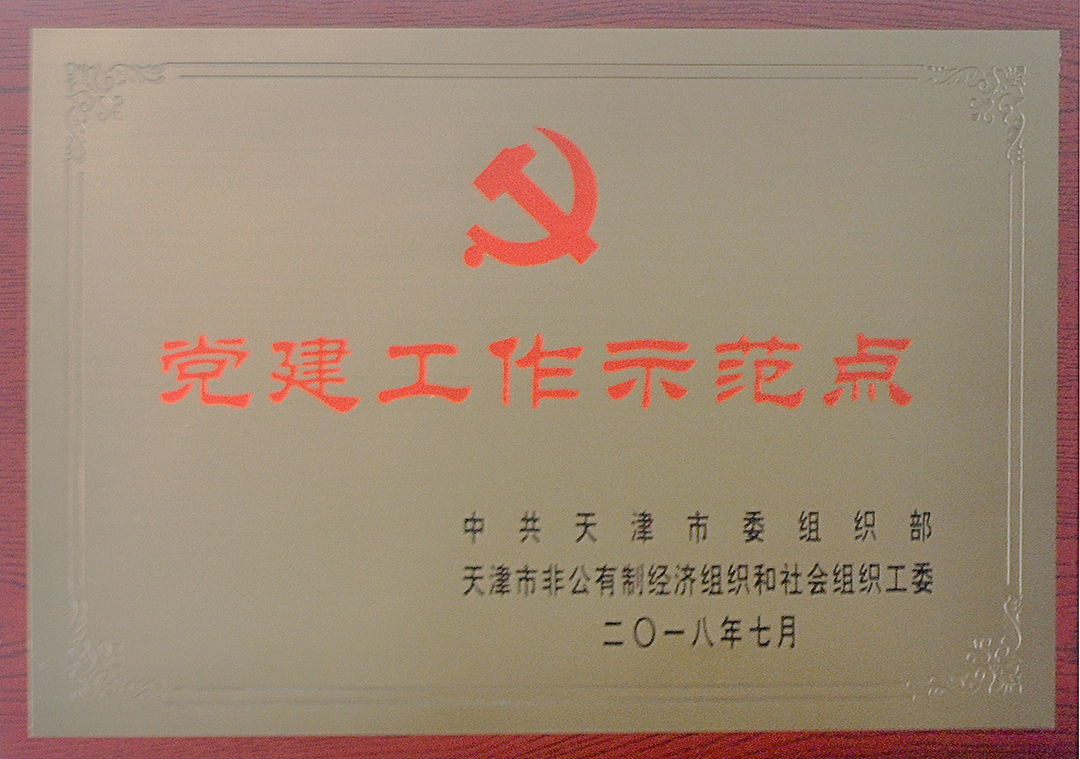 党建工作示范点
中共天津市委组织部
天津市非公有制经济组织和社会组织工委
二〇一八年七月